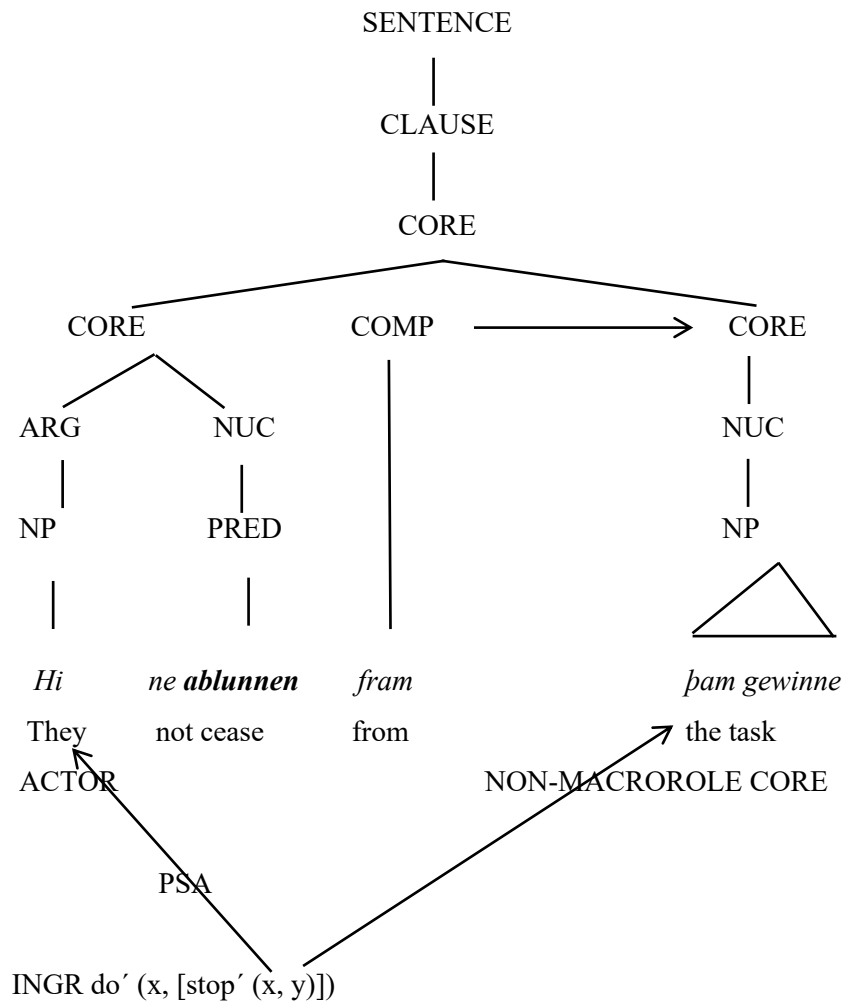 SENTENCE
CLAUSE
CORE
CORE COMP CORE
ARG NUC NUC
NP PRED NP
Hi ne ablunnen fram þam gewinne
They not cease from the task
ACTOR NON-MACROROLE CORE
PSA
INGR do´ (x, [stop´ (x, y)])